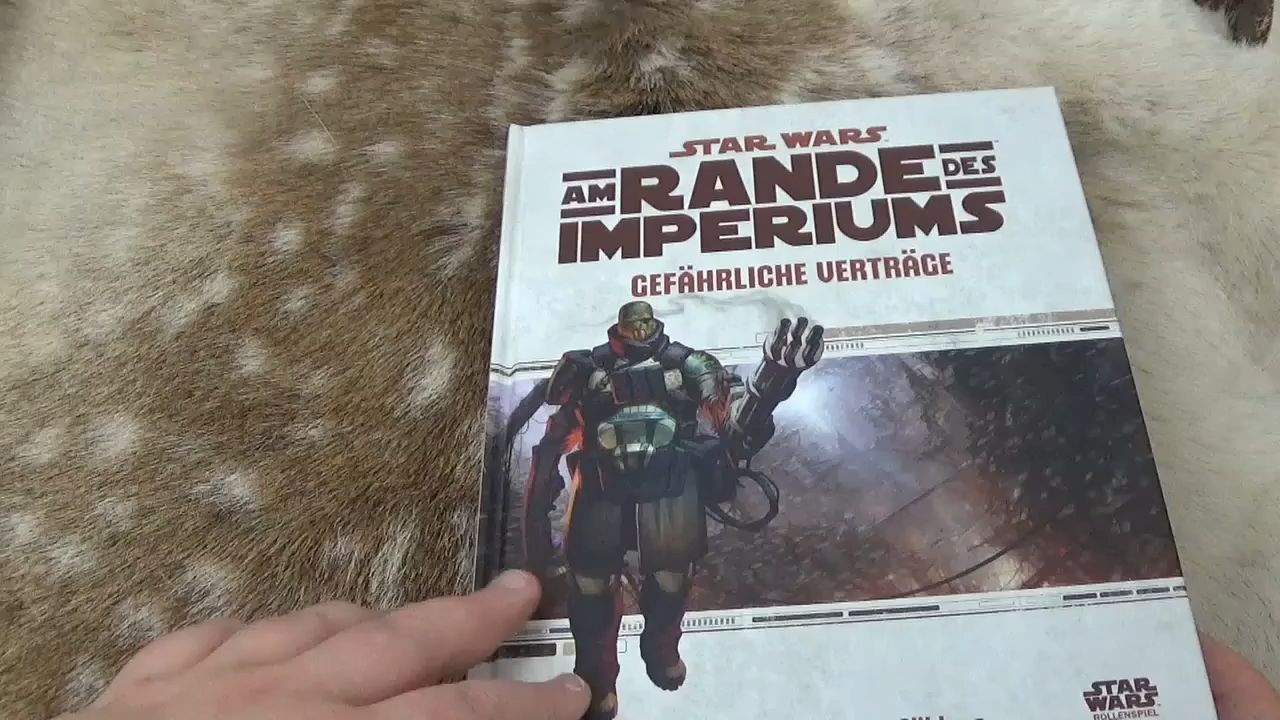 STAR WARS
AM RANDE DES
IMPERIUMS
GEFÄHRLICHE VERTRÄGE
STAR
WARS
ROLLENSPIEL